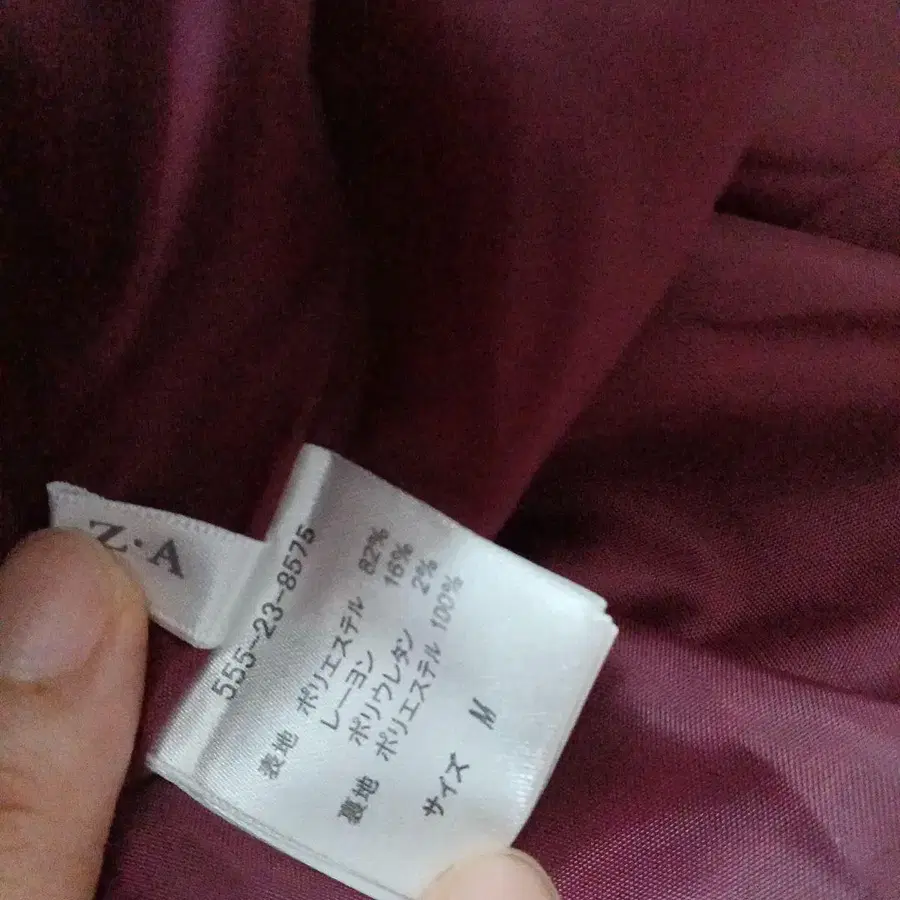 Z.A
555-23-8575
表地 ポリエステル 82%
レーヨン 16%
ポリウレタン 2%
裏地 ポリエステル 100%
サイズ M